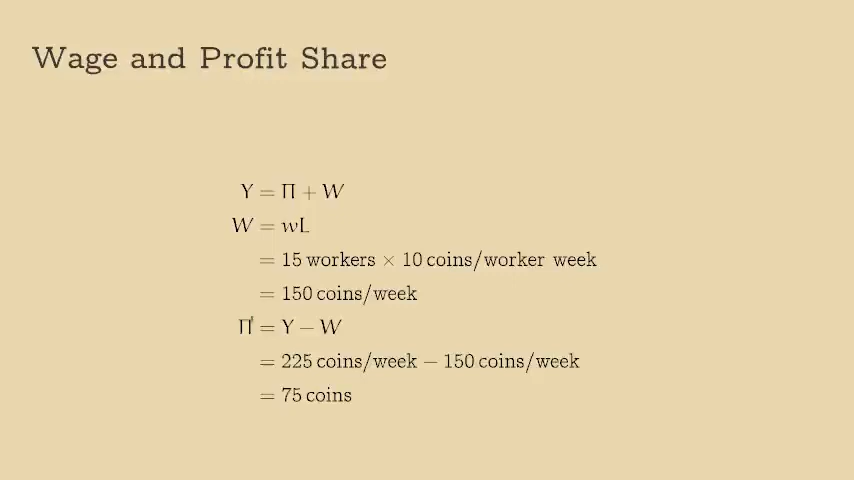 Wage and Profit Share
Y = Π + W
W = wL
= 15 workers × 10 coins/worker week
= 150 coins/week
Π = Y − W
= 225 coins/week − 150 coins/week
= 75 coins